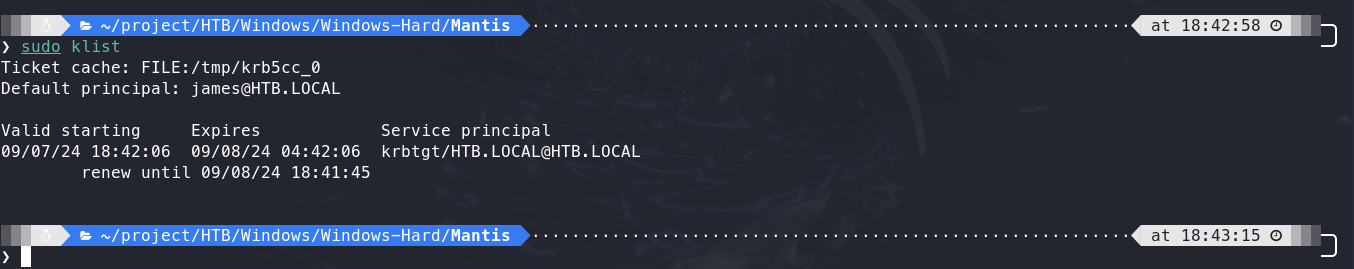 ~/project/HTB/Windows/Windows-Hard/Mantis at 18:42:58
❯ sudo klist
Ticket cache: FILE:/tmp/krb5cc_0
Default principal: james@HTB.LOCAL
Valid starting Expires Service principal
09/07/24 18:42:06 09/08/24 04:42:06 krbtgt/HTB.LOCAL@HTB.LOCAL
renew until 09/08/24 18:41:45
~/project/HTB/Windows/Windows-Hard/Mantis at 18:43:15
❯